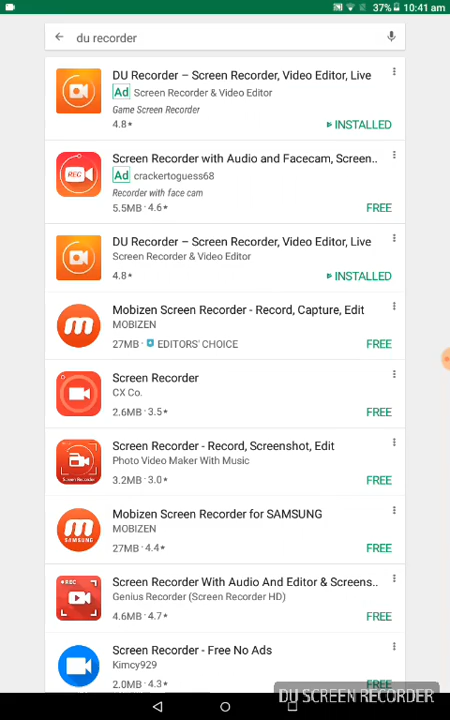 37% 10:41 am
du recorder
DU Recorder – Screen Recorder, Video Editor, Live
Ad Screen Recorder & Video Editor
Game Screen Recorder
4.8★
INSTALLED
Screen Recorder with Audio and Facecam, Screen..
REC
Ad crackertoguess68
Recorder with face cam
5.5MB · 4.6★
FREE
DU Recorder – Screen Recorder, Video Editor, Live
Screen Recorder & Video Editor
4.8★
INSTALLED
Mobizen Screen Recorder - Record, Capture, Edit
m
MOBIZEN
27MB · EDITORS' CHOICE
FREE
Screen Recorder
CX Co.
2.6MB · 3.5★
FREE
Screen Recorder - Record, Screenshot, Edit
Photo Video Maker With Music
Screen Recorder
3.2MB · 3.0★
FREE
Mobizen Screen Recorder for SAMSUNG
m
MOBIZEN
SAMSUNG
27MB · 4.4★
FREE
Screen Recorder With Audio And Editor & Screens..
REC
Genius Recorder (Screen Recorder HD)
4.6MB · 4.7★
FREE
Screen Recorder - Free No Ads
Kimcy929
2.0MB · 4.3★
FREE
DU SCREEN RECORDER